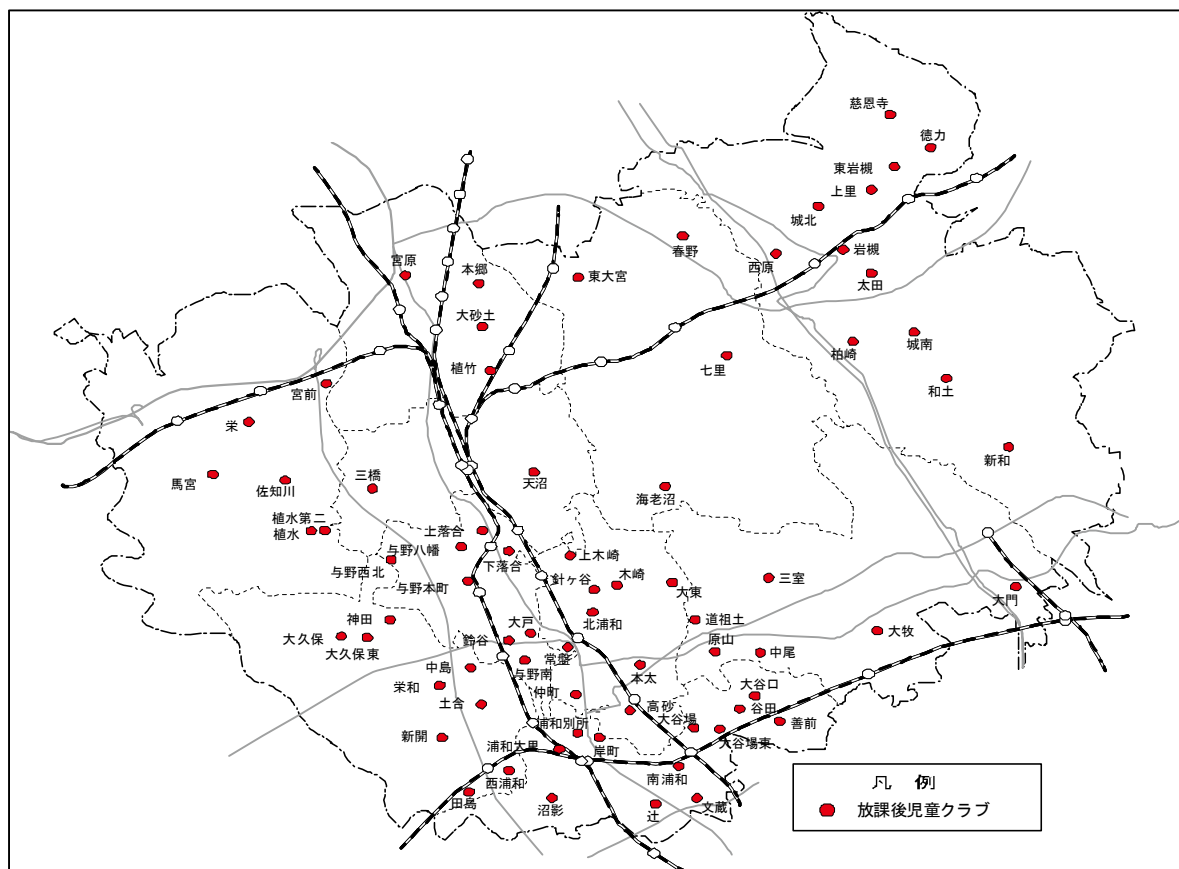 慈恩寺
徳力
東岩槻
上里
城北
岩槻
春野
西原
太田
宮原
本郷
東大宮
大砂土
城南
柏崎
七里
植竹
和土
宮前
栄
新和
馬宮
佐知川
三橋
天沼
海老沼
植水第二
植水
上落合
与野八幡
下落合
上木崎
与野西北
与野本町
針ヶ谷
木崎
大東
三室
大門
神田
北浦和
道祖土
大久保
大久保東
鈴谷
大戸
大牧
常盤
原山
中尾
中島
与野南
本太
栄和
仲町
大谷口
土合
高砂
谷田
大谷場
善前
新開
浦和別所
大谷場東
浦和大里
岸町
西浦和
南浦和
田島
沼影
辻
文蔵
凡 例
放課後児童クラブ